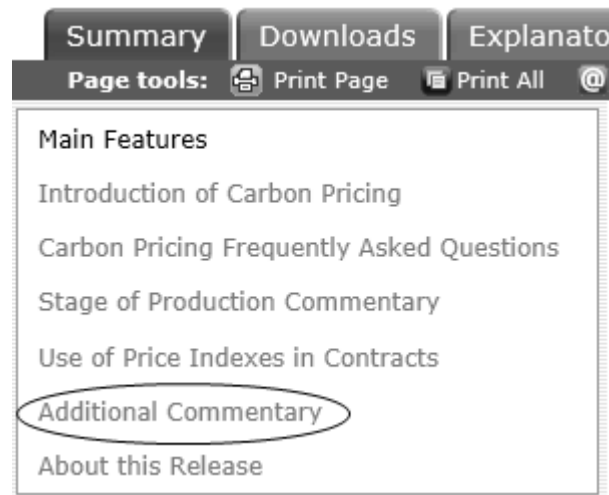 Summary Downloads Explanato
Page tools: Print Page Print All @
Main Features
Introduction of Carbon Pricing
Carbon Pricing Frequently Asked Questions
Stage of Production Commentary
Use of Price Indexes in Contracts
Additional Commentary
About this Release